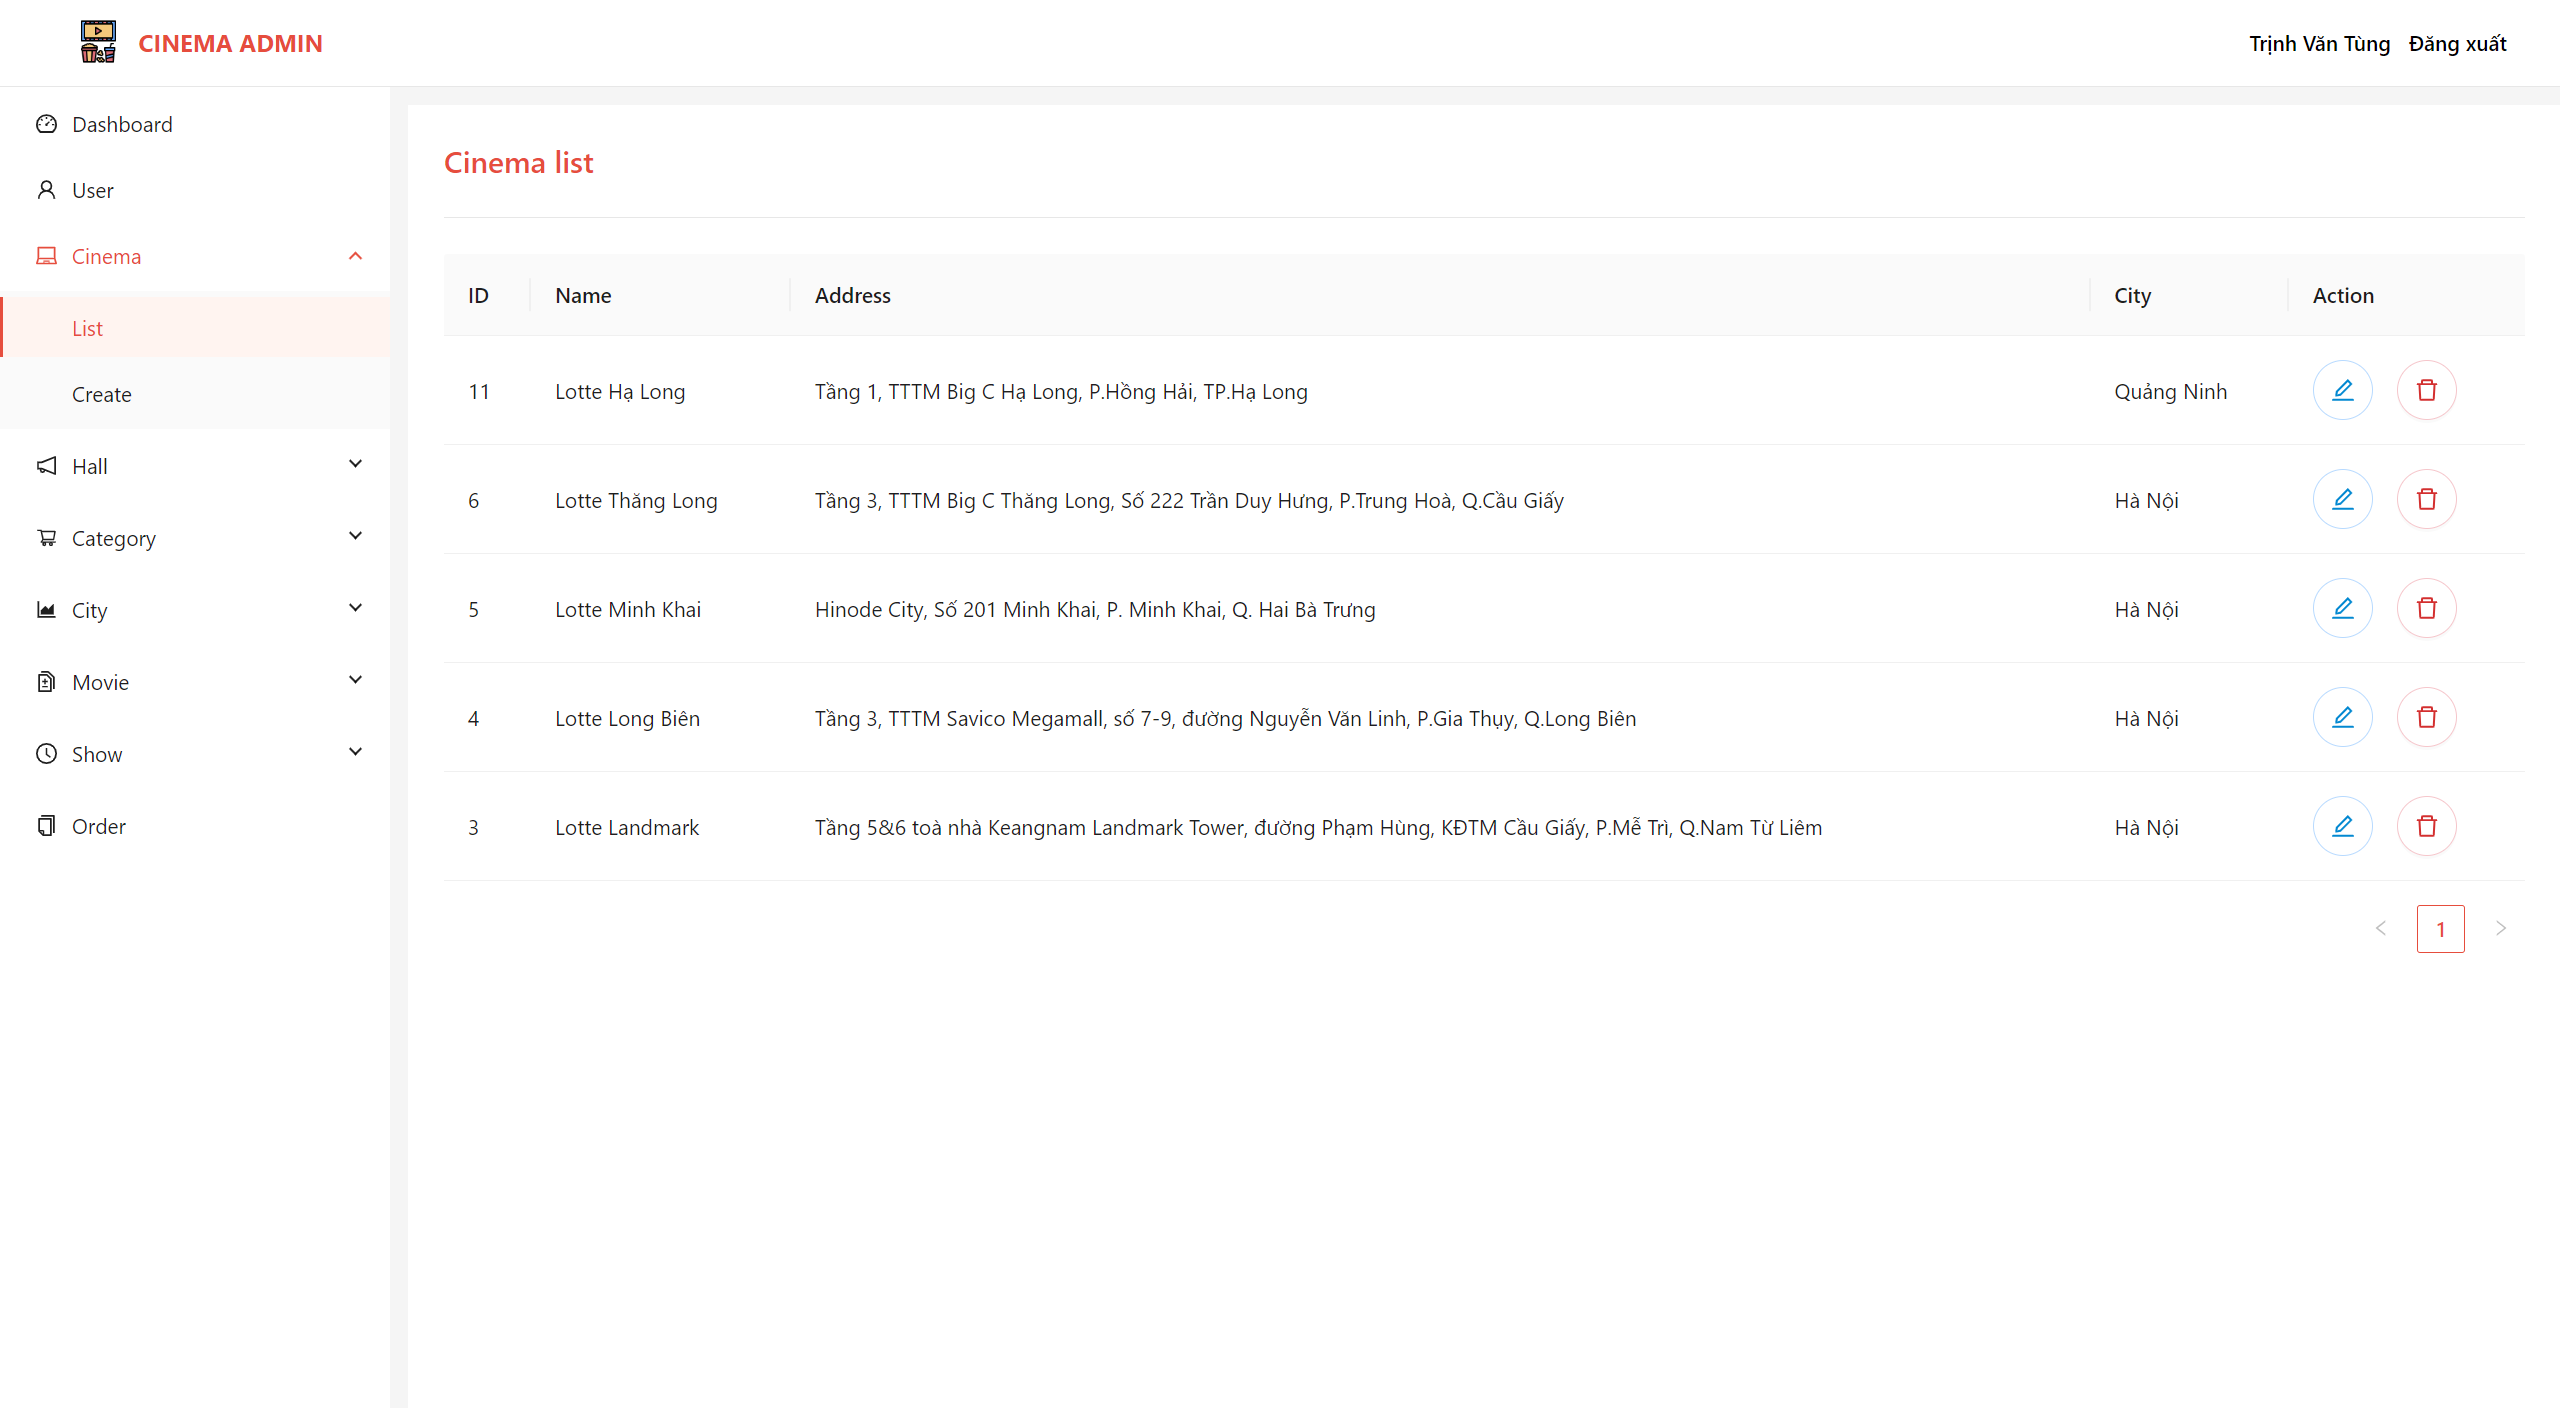 CINEMA ADMIN
Trịnh Văn Tùng Đăng xuất
Dashboard
User
Cinema
List
Create
Hall
Category
City
Movie
Show
Order
Cinema list
ID Name Address City Action
11 Lotte Hạ Long Tầng 1, TTTM Big C Hạ Long, P.Hồng Hải, TP.Hạ Long Quảng Ninh
6 Lotte Thăng Long Tầng 3, TTTM Big C Thăng Long, Số 222 Trần Duy Hưng, P.Trung Hoà, Q.Cầu Giấy Hà Nội
5 Lotte Minh Khai Hinode City, Số 201 Minh Khai, P. Minh Khai, Q. Hai Bà Trưng Hà Nội
4 Lotte Long Biên Tầng 3, TTTM Savico Megamall, số 7-9, đường Nguyễn Văn Linh, P.Gia Thụy, Q.Long Biên Hà Nội
3 Lotte Landmark Tầng 5&6 toà nhà Keangnam Landmark Tower, đường Phạm Hùng, KĐTM Cầu Giấy, P.Mễ Trì, Q.Nam Từ Liêm Hà Nội
1